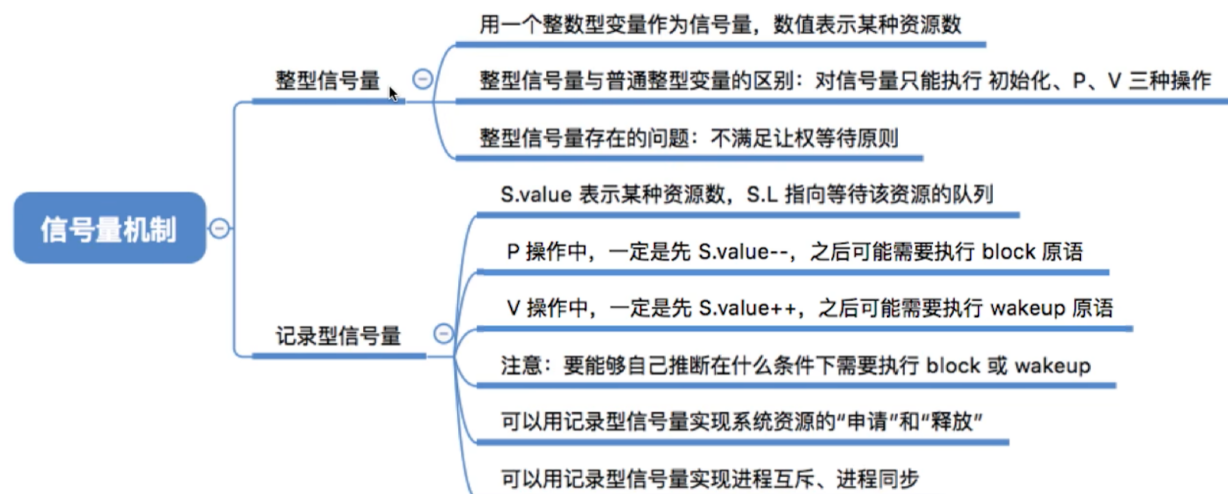 用一个整数型变量作为信号量，数值表示某种资源数
整型信号量
整型信号量与普通整型变量的区别：对信号量只能执行 初始化、P、V 三种操作
整型信号量存在的问题：不满足让权等待原则
信号量机制
S.value 表示某种资源数，S.L 指向等待该资源的队列
P 操作中，一定是先 S.value--，之后可能需要执行 block 原语
V 操作中，一定是先 S.value++，之后可能需要执行 wakeup 原语
记录型信号量
注意：要能够自己推断在什么条件下需要执行 block 或 wakeup
可以用记录型信号量实现系统资源的“申请”和“释放”
可以用记录型信号量实现进程互斥、进程同步